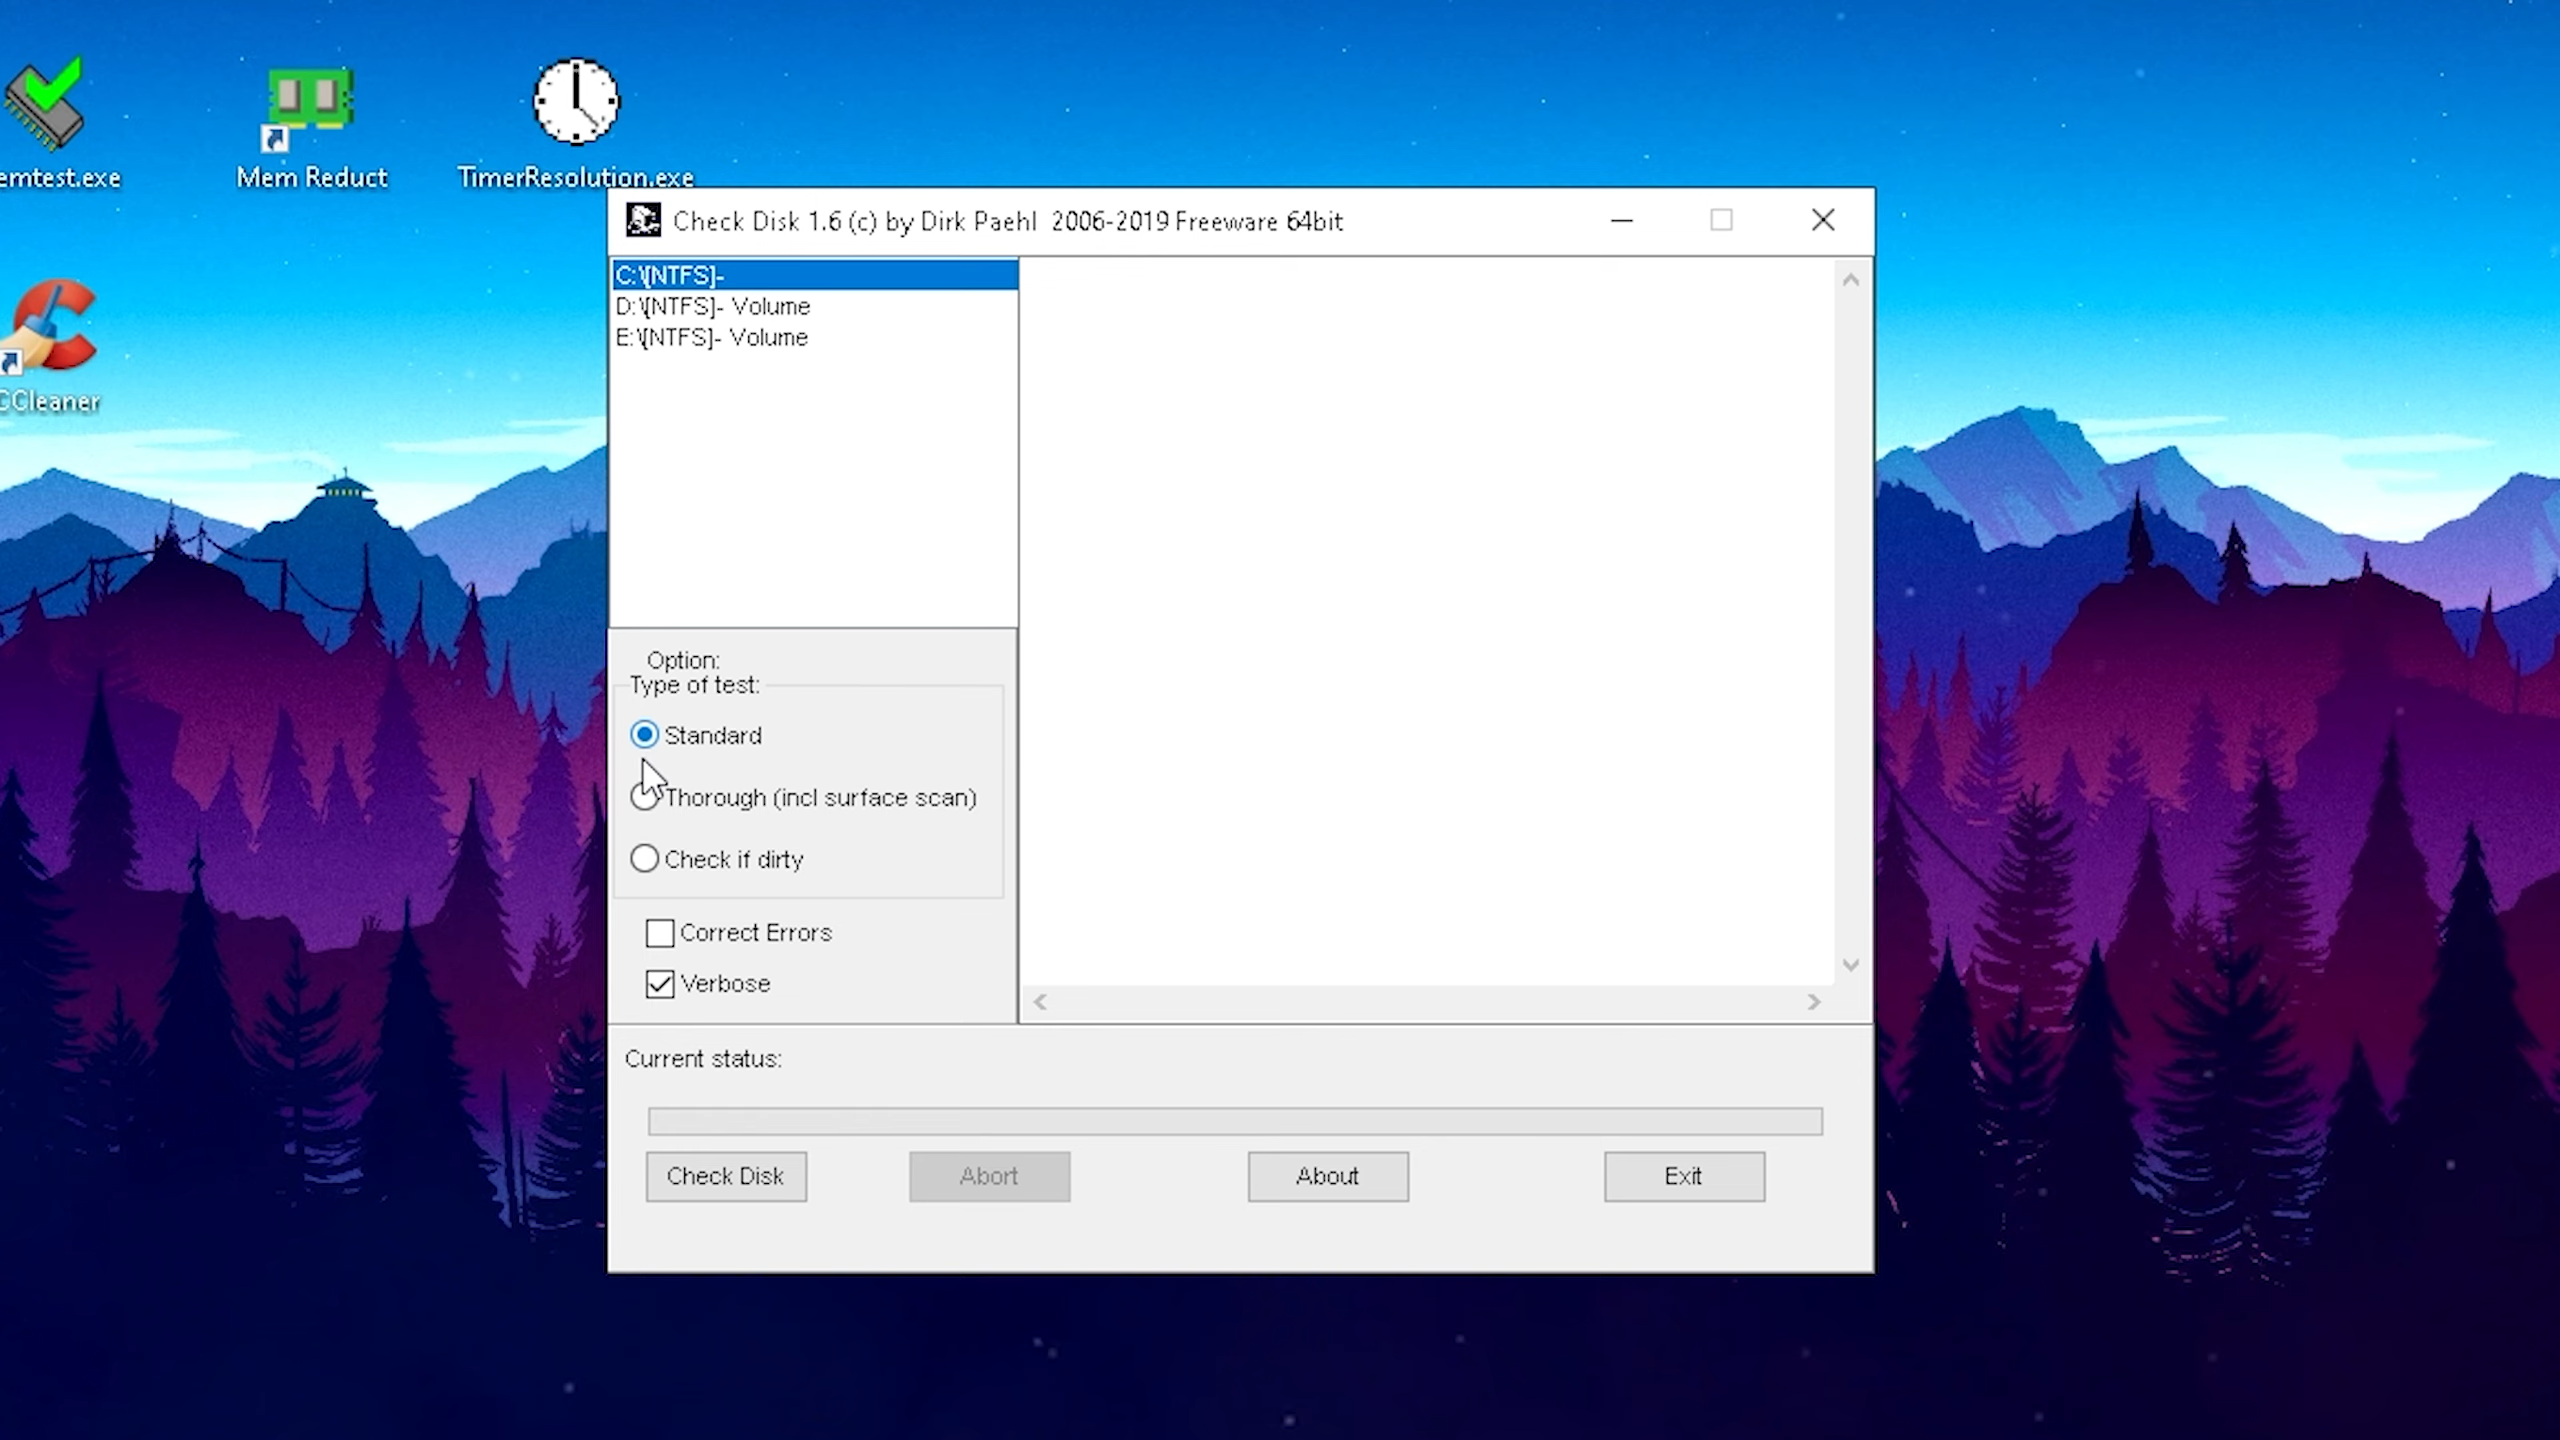 emtest.exe
Mem Reduct
TimerResolution.exe
CCleaner
Check Disk 1.6 (c) by Dirk Paehl 2006-2019 Freeware 64bit
C:\[NTFS]-
D:\[NTFS]- Volume
E:\[NTFS]- Volume
Option:
Type of test:
Standard
Thorough (incl surface scan)
Check if dirty
Correct Errors
Verbose
Current status:
Check Disk
Abort
About
Exit